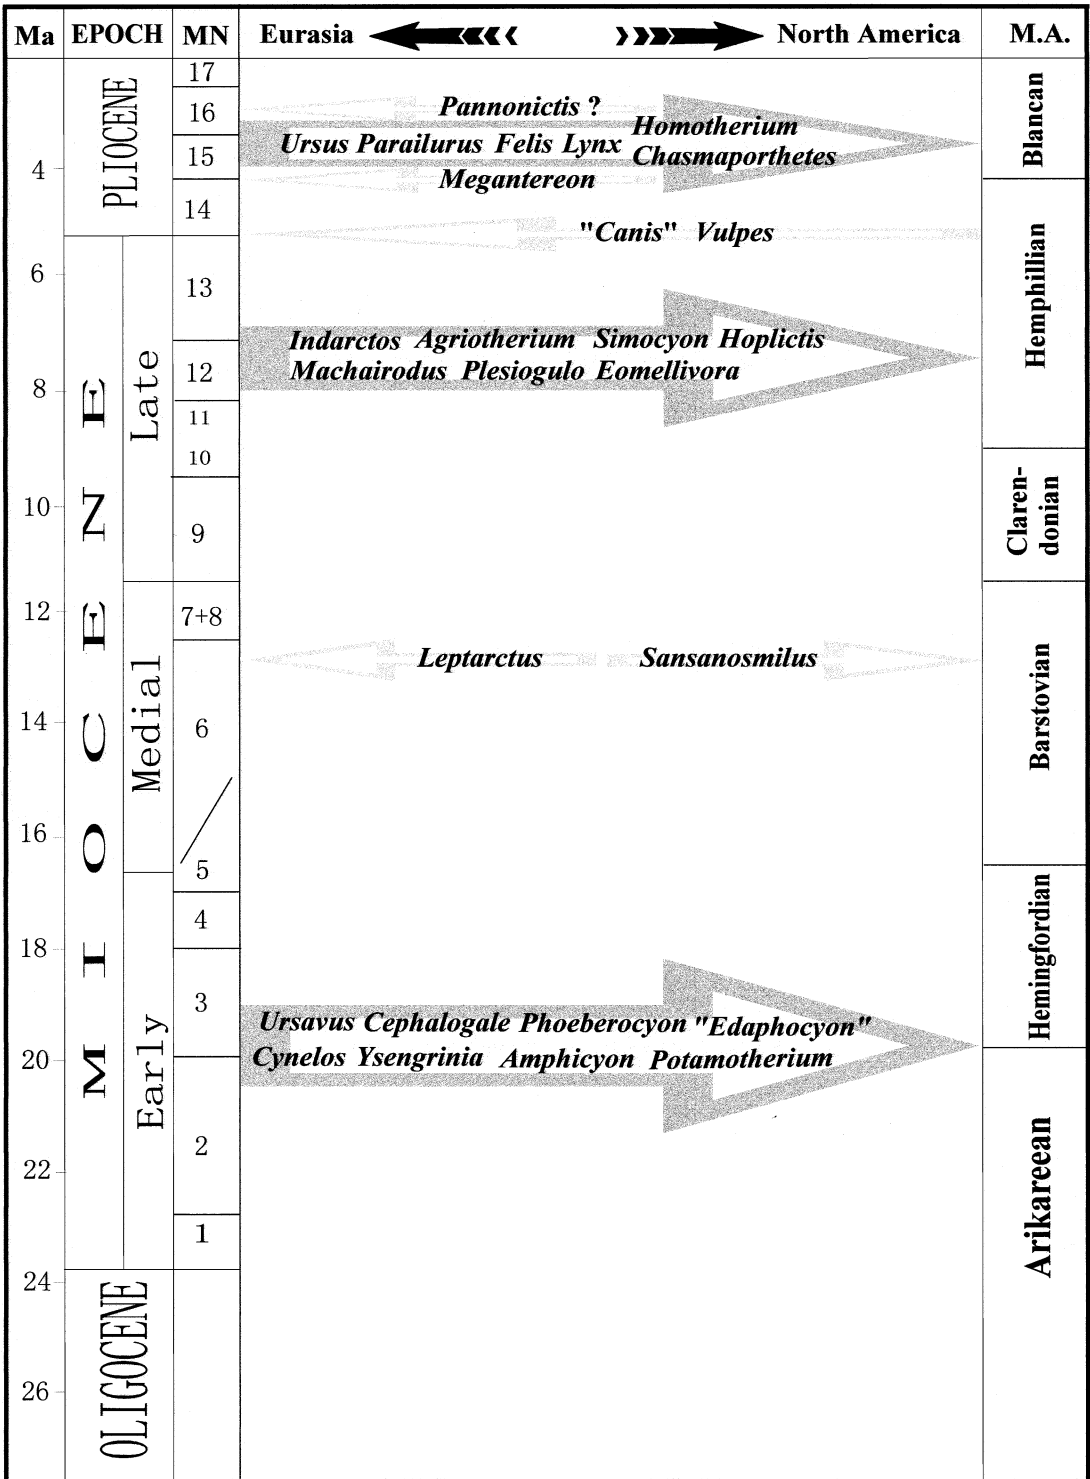 Ma EPOCH MN Eurasia North America M.A.
PLIOCENE
17
16
15
14
4
Pannonictis ?
Homotherium
Ursus Parailurus Felis Lynx
Chasmaporthetes
Megantereon
"Canis" Vulpes
Blancan
Hemphillian
6
8
10
12
14
16
18
20
22
24
26
MIOCENE
Late
Medial
Early
13
12
11
10
9
7+8
6
5
4
3
2
1
Indarctos Agriotherium Simocyon Hoplictis
Machairodus Plesiogulo Eomellivora
Claren-
donian
Leptarctus Sansanosmilus
Barstovian
Hemingfordian
Ursavus Cephalogale Phoeberocyon "Edaphocyon"
Cynelos Ysengrinia Amphicyon Potamotherium
Arikareean
OLIGOCENE